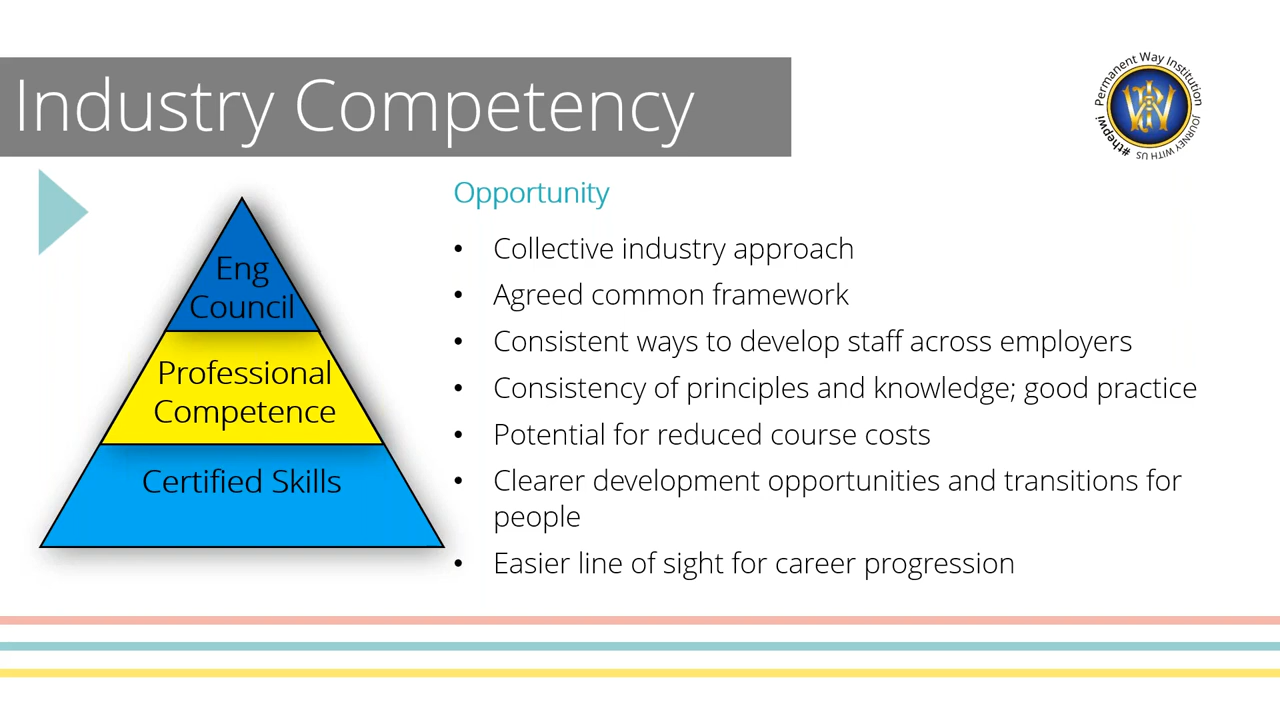 Industry Competency
Permanent Way Institution
JOURNEY WITH US
#thepwi
Eng
Council
Professional
Competence
Certified Skills
Opportunity
• Collective industry approach
• Agreed common framework
• Consistent ways to develop staff across employers
• Consistency of principles and knowledge; good practice
• Potential for reduced course costs
• Clearer development opportunities and transitions for
people
• Easier line of sight for career progression